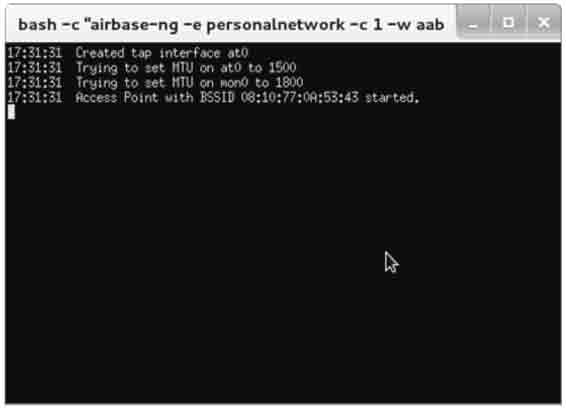 bash -c "airbase-ng -e personalnetwork -c 1 -w aab
17:31:31 Created tap interface at0
17:31:31 Trying to set MTU on at0 to 1500
17:31:31 Trying to set MTU on mon0 to 1800
17:31:31 Access Point with BSSID 08:10:77:0A:53:43 started.